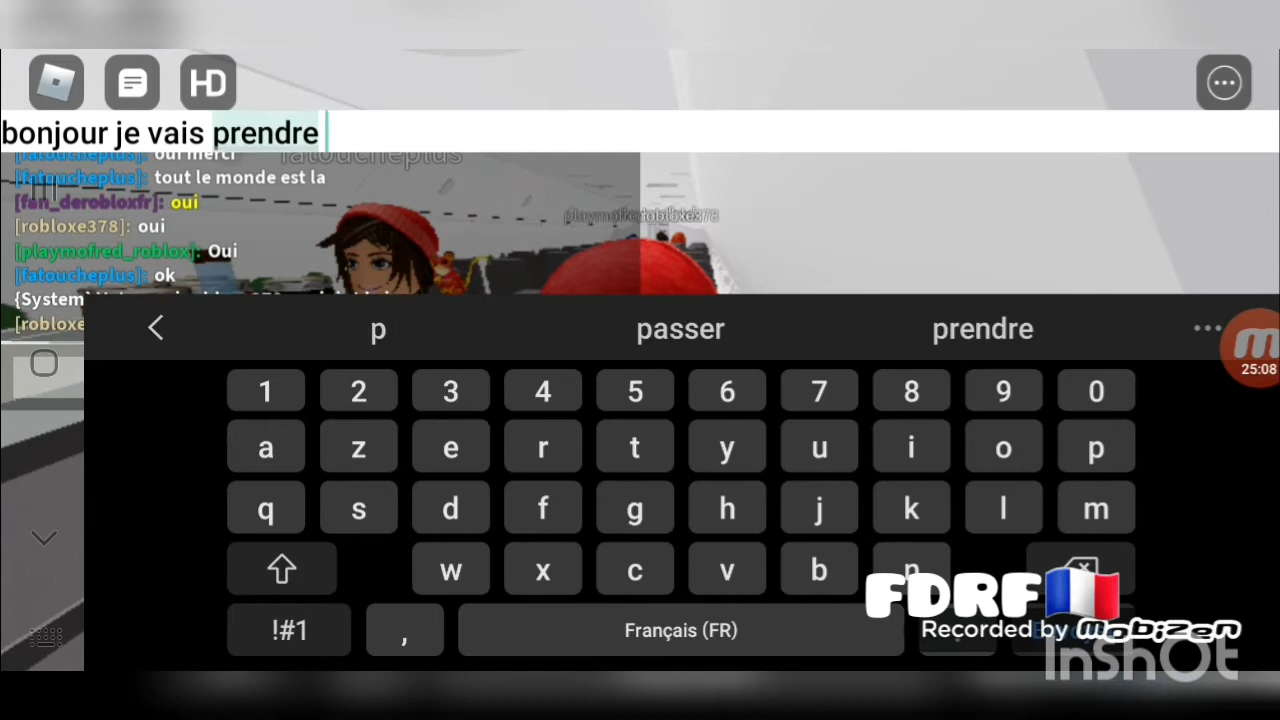 HD
bonjour je vais prendre
fatoucheplus
[fatoucheplus]: oui merci
[fatoucheplus]: tout le monde est la
[fan_derobloxfr]: oui
[robloxe378]: oui
[playmofred_roblox]: Oui
[fatoucheplus]: ok
{System}
[robloxe
p passer prendre
25:08
1 2 3 4 5 6 7 8 9 0
a z e r t y u i o p
q s d f g h j k l m
w x c v b n
!#1 , Français (FR)
FDRF
Recorded by mobizen
InShOt